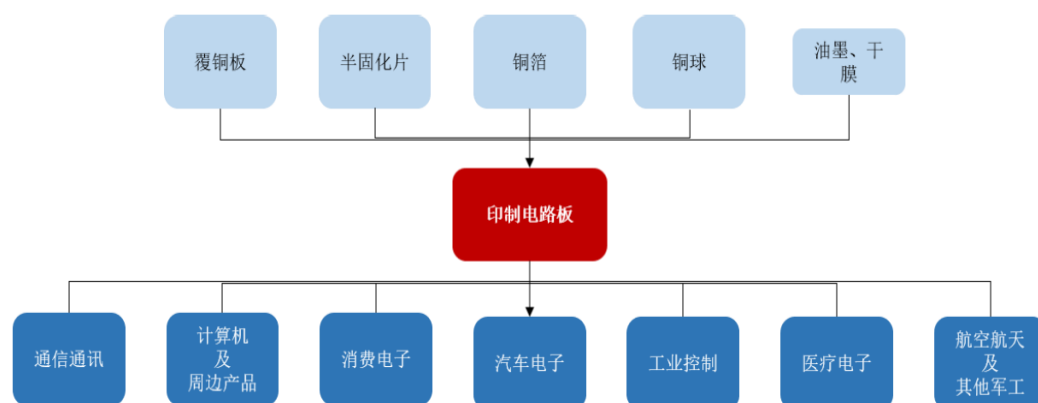 覆铜板
半固化片
铜箔
铜球
油墨、干
膜
印制电路板
通信通讯
计算机
及
周边产品
消费电子
汽车电子
工业控制
医疗电子
航空航天
及
其他军工